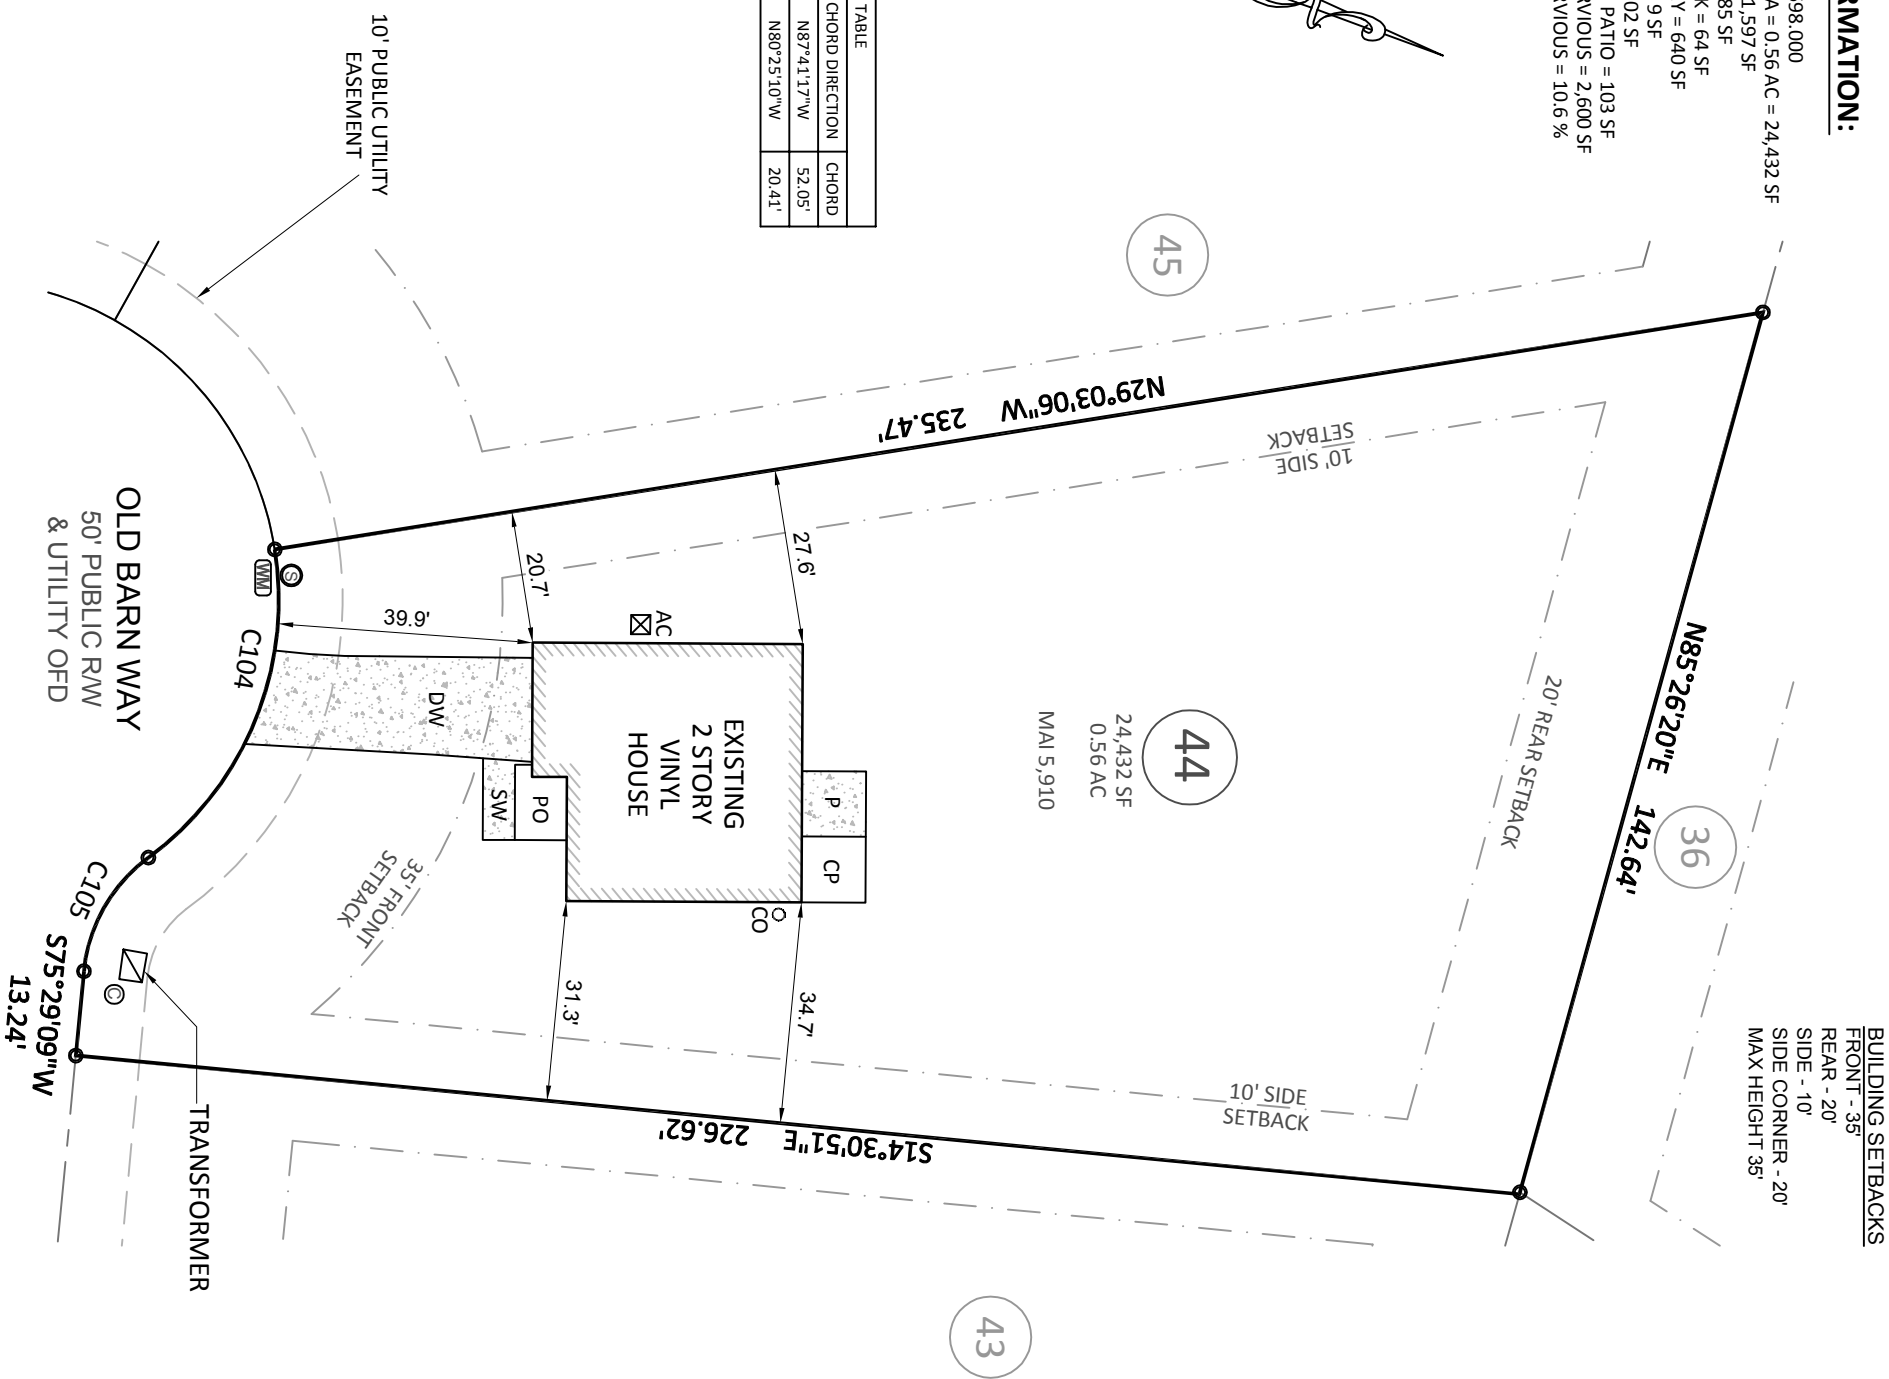 RMATION:
98.000
A = 0.56 AC = 24,432 SF
1,597 SF
85 SF
K = 64 SF
Y = 640 SF
9 SF
02 SF
PATIO = 103 SF
RVIOUS = 2,600 SF
RVIOUS = 10.6 %
BUILDING SETBACKS
FRONT - 35'
REAR - 20'
SIDE - 10'
SIDE CORNER - 20'
MAX HEIGHT 35'
TABLE
CHORD DIRECTION CHORD
N87°41'17"W 52.05'
N80°25'10"W 20.41'
36
N85°26'20"E 142.64'
20' REAR SETBACK
45
N29°03'06"W 235.47'
10' SIDE
SETBACK
44
24,432 SF
0.56 AC
MAI 5,910
10' SIDE
SETBACK
S14°30'51"E 226.62'
43
P
CP
27.6'
34.7'
CO
AC
EXISTING
2 STORY
VINYL
HOUSE
20.7'
31.3'
PO
SW
39.9'
DW
35' FRONT
SETBACK
10' PUBLIC UTILITY
EASEMENT
S
WM
C104
C105
C
TRANSFORMER
S75°29'09"W
13.24'
OLD BARN WAY
50' PUBLIC R/W
& UTILITY OFD